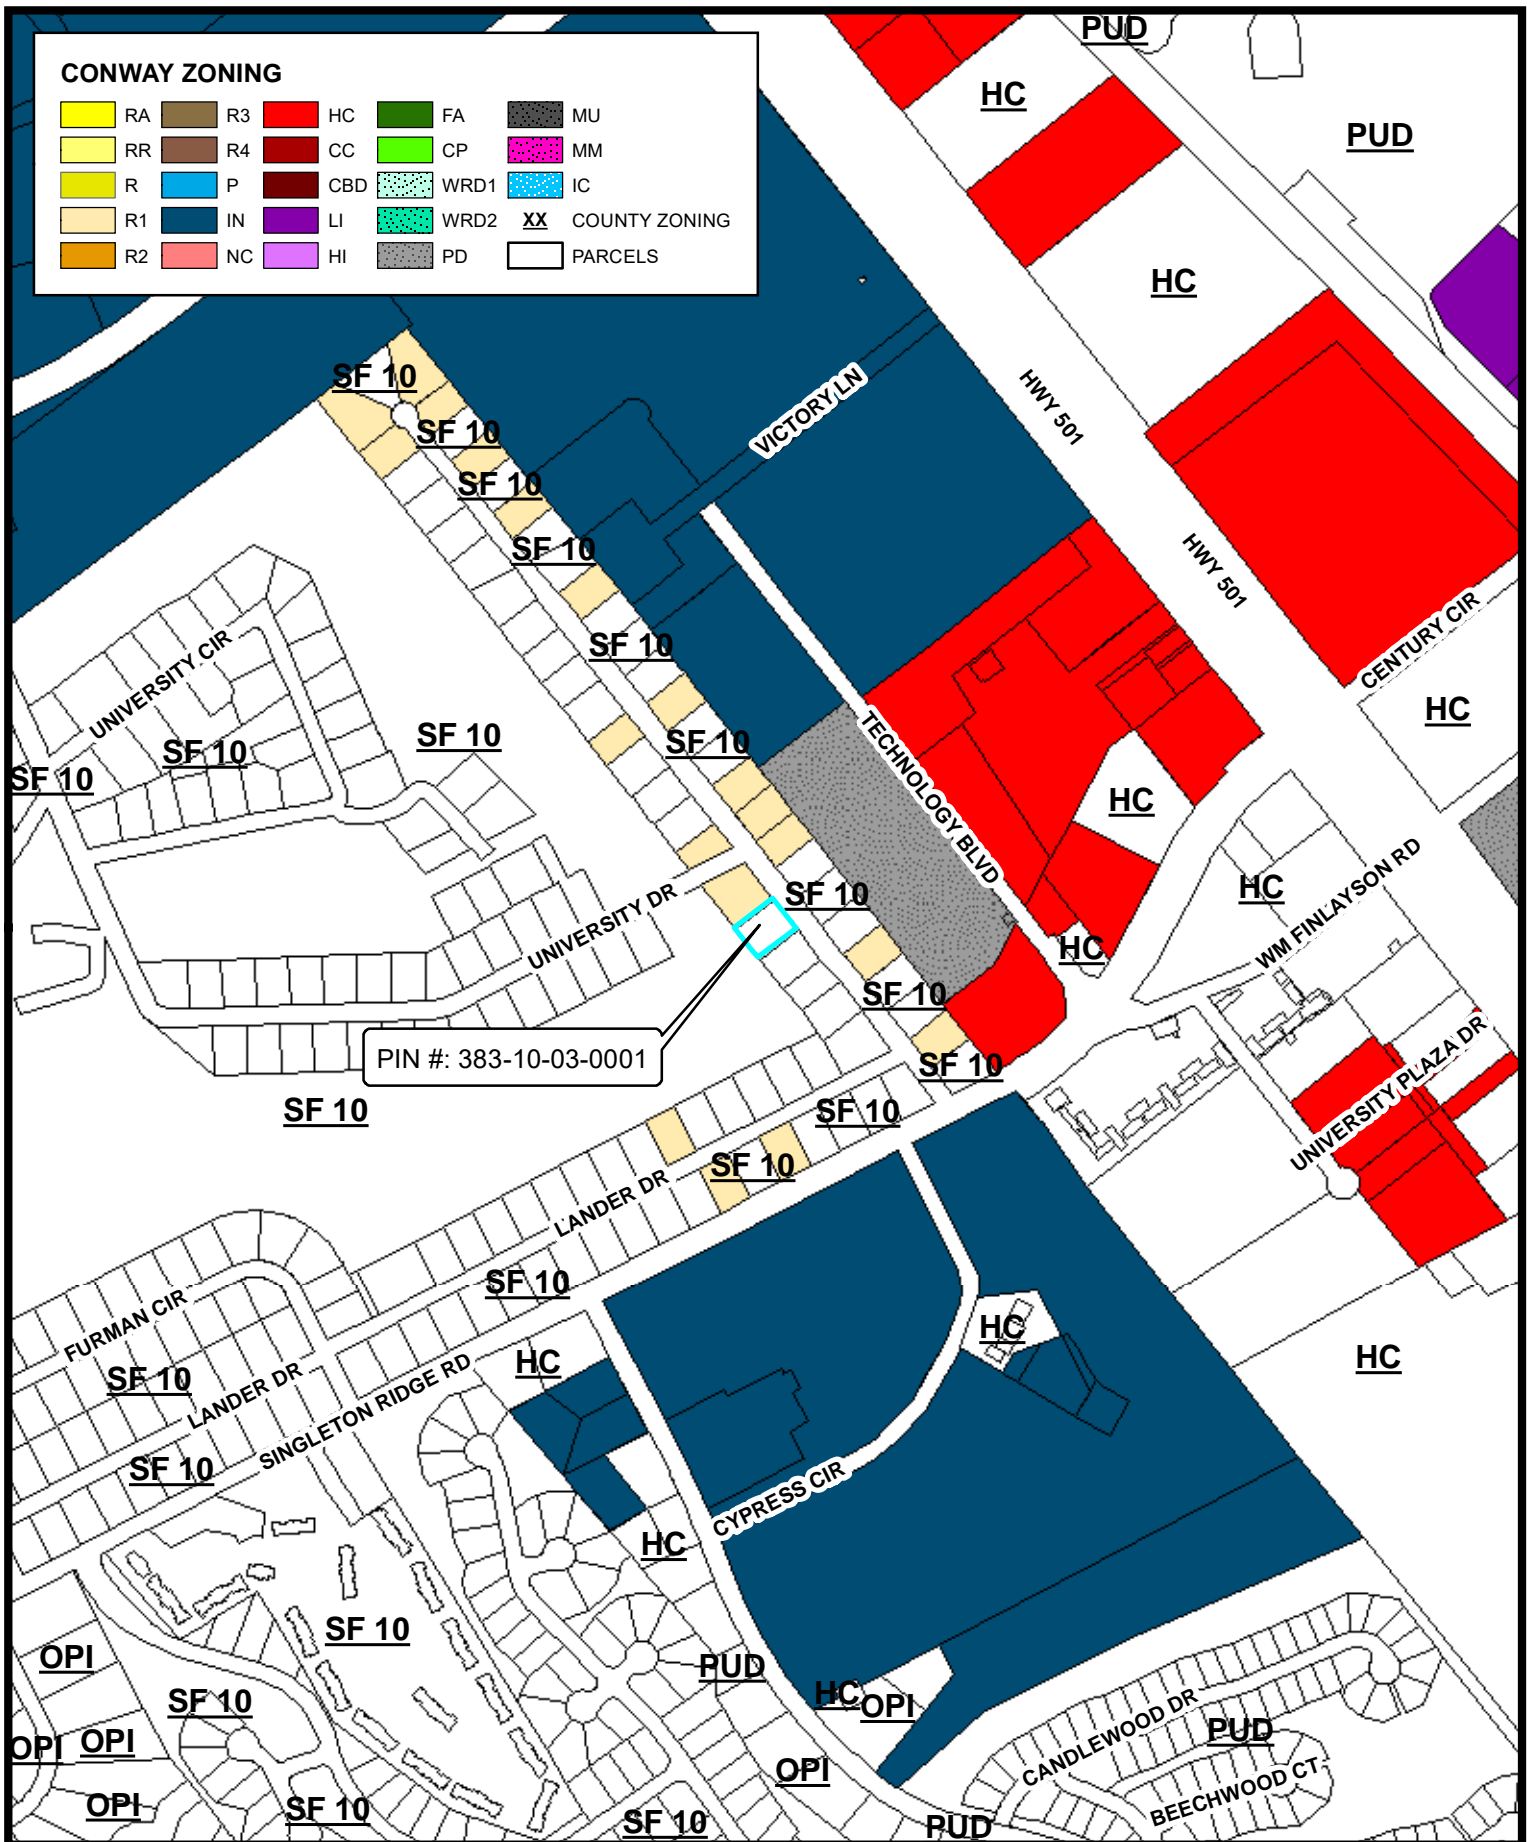 CONWAY ZONING
RA R3 HC FA MU
RR R4 CC CP MM
R P CBD WRD1 IC
R1 IN LI WRD2 XX COUNTY ZONING
R2 NC HI PD PARCELS
PUD
HC
PUD
HC
SF 10
HWY 501
VICTORY LN
SF 10
SF 10
SF 10
HWY 501
CENTURY CIR
UNIVERSITY CIR
SF 10
HC
SF 10
SF 10
SF 10
SF 10
TECHNOLOGY BLVD
HC
SF 10
HC
WM FINLAYSON RD
UNIVERSITY DR
HC
SF 10
PIN #: 383-10-03-0001
SF 10
UNIVERSITY PLAZA DR
SF 10
SF 10
SF 10
LANDER DR
SF 10
FURMAN CIR
HC
HC
HC
SF 10
LANDER DR
SINGLETON RIDGE RD
SF 10
CYPRESS CIR
HC
SF 10
OPI
PUD
SF 10
HC
OPI
CANDLEWOOD DR
PUD
OPI
OPI
OPI
BEECHWOOD CT
OPI
SF 10
SF 10
PUD